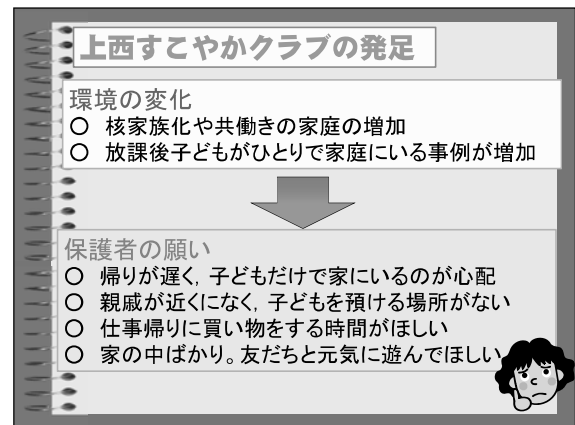 上西すこやかクラブの発足
環境の変化
○ 核家族化や共働きの家庭の増加
○ 放課後子どもがひとりで家庭にいる事例が増加
保護者の願い
○ 帰りが遅く，子どもだけで家にいるのが心配
○ 親戚が近くになく，子どもを預ける場所がない
○ 仕事帰りに買い物をする時間がほしい
○ 家の中ばかり。友だちと元気に遊んでほしい